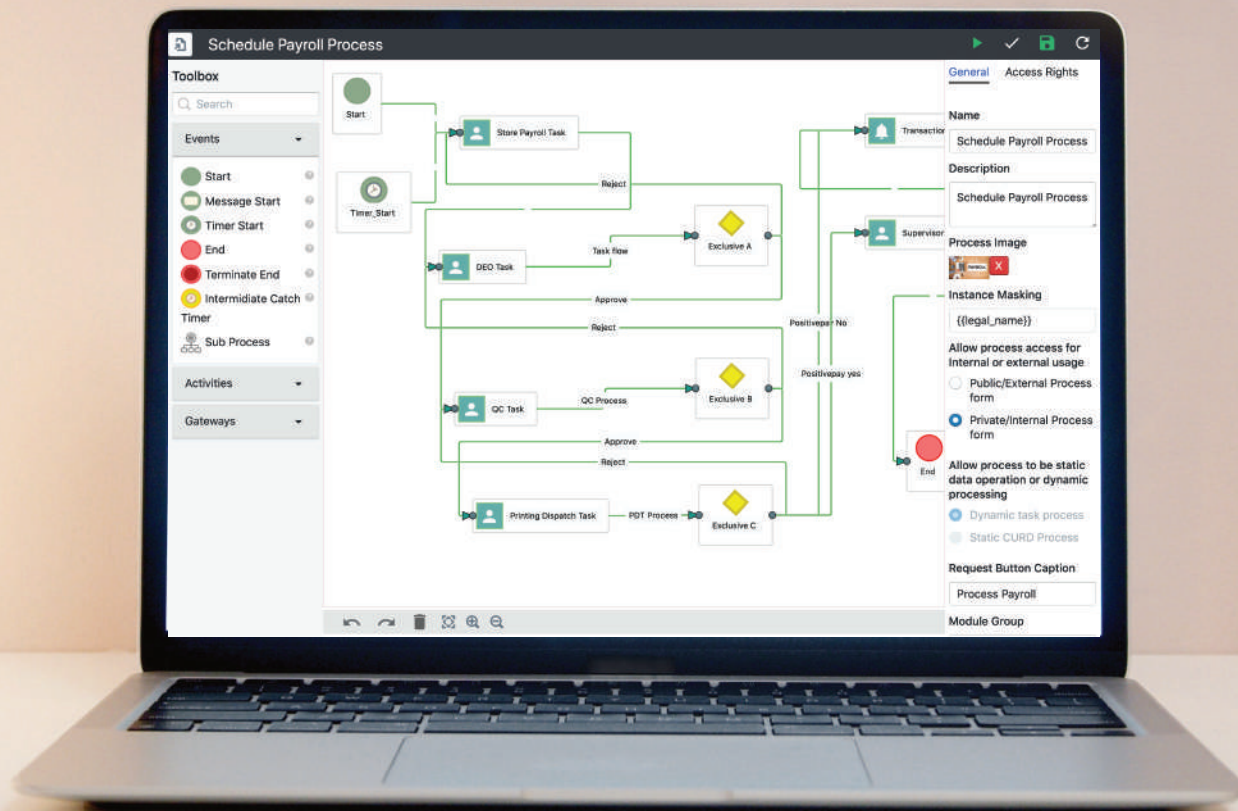 Schedule Payroll Process
Toolbox
Search
Events
Start
Message Start
Timer Start
End
Terminate End
Intermidiate Catch
Timer
Sub Process
Activities
Gateways
Start
Timer_Start
Store Payroll Task
Reject
DEO Task
Task flow
Exclusive A
Approve
Reject
QC Task
QC Process
Exclusive B
Approve
Reject
Printing Dispatch Task
PDT Process
Exclusive C
Positivepay No
Positivepay yes
Transaction
Supervisor
End
General Access Rights
Name
Schedule Payroll Process
Description
Schedule Payroll Process
Process Image
X
Instance Masking
{{legal_name}}
Allow process access for
Internal or external usage
Public/External Process
form
Private/Internal Process
form
Allow process to be static
data operation or dynamic
processing
Dynamic task process
Static CURD Process
Request Button Caption
Process Payroll
Module Group